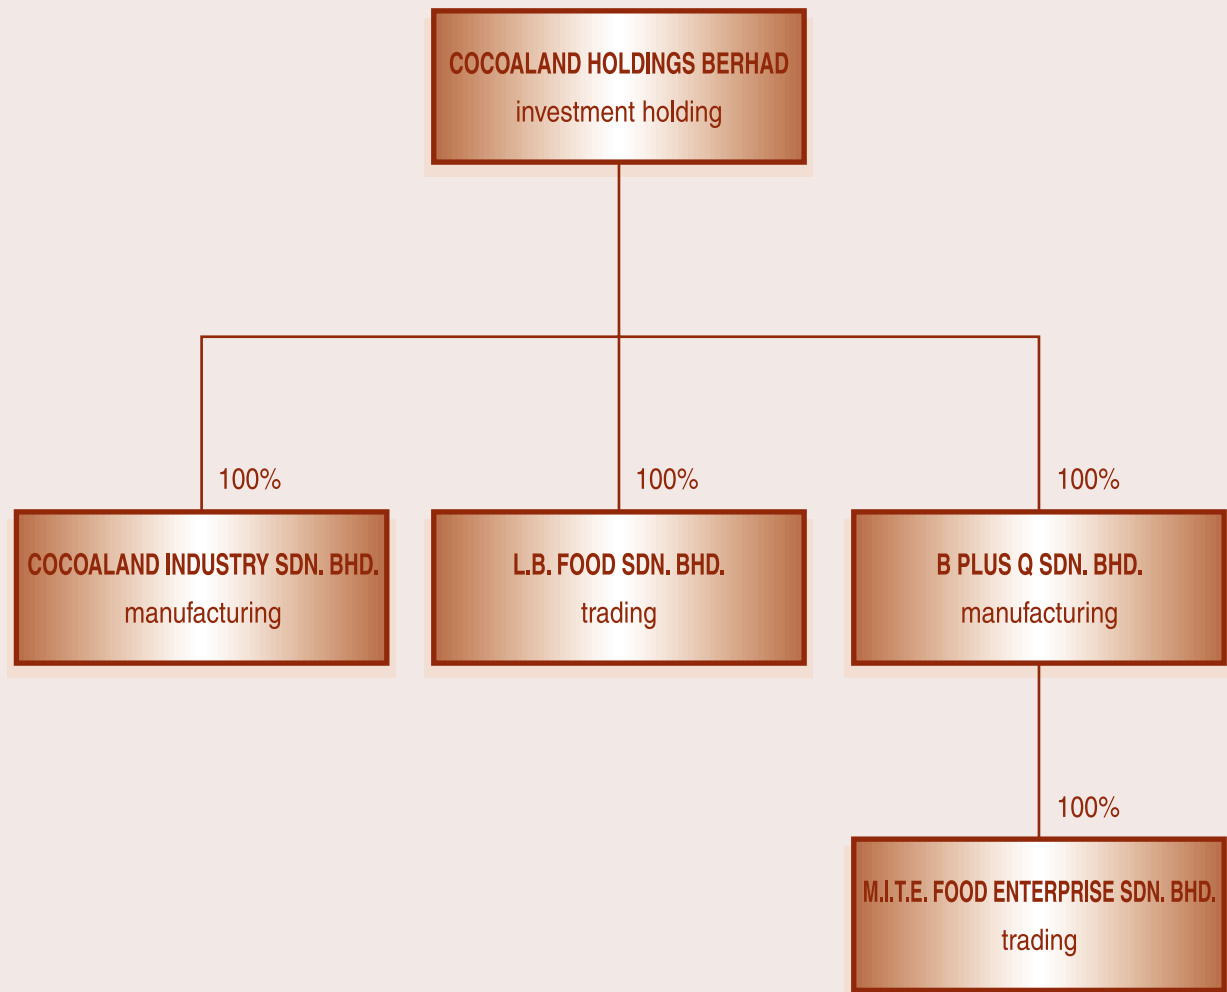 COCOALAND HOLDINGS BERHAD
investment holding
100%
100%
100%
COCOALAND INDUSTRY SDN. BHD.
manufacturing
L.B. FOOD SDN. BHD.
trading
B PLUS Q SDN. BHD.
manufacturing
100%
M.I.T.E. FOOD ENTERPRISE SDN. BHD.
trading